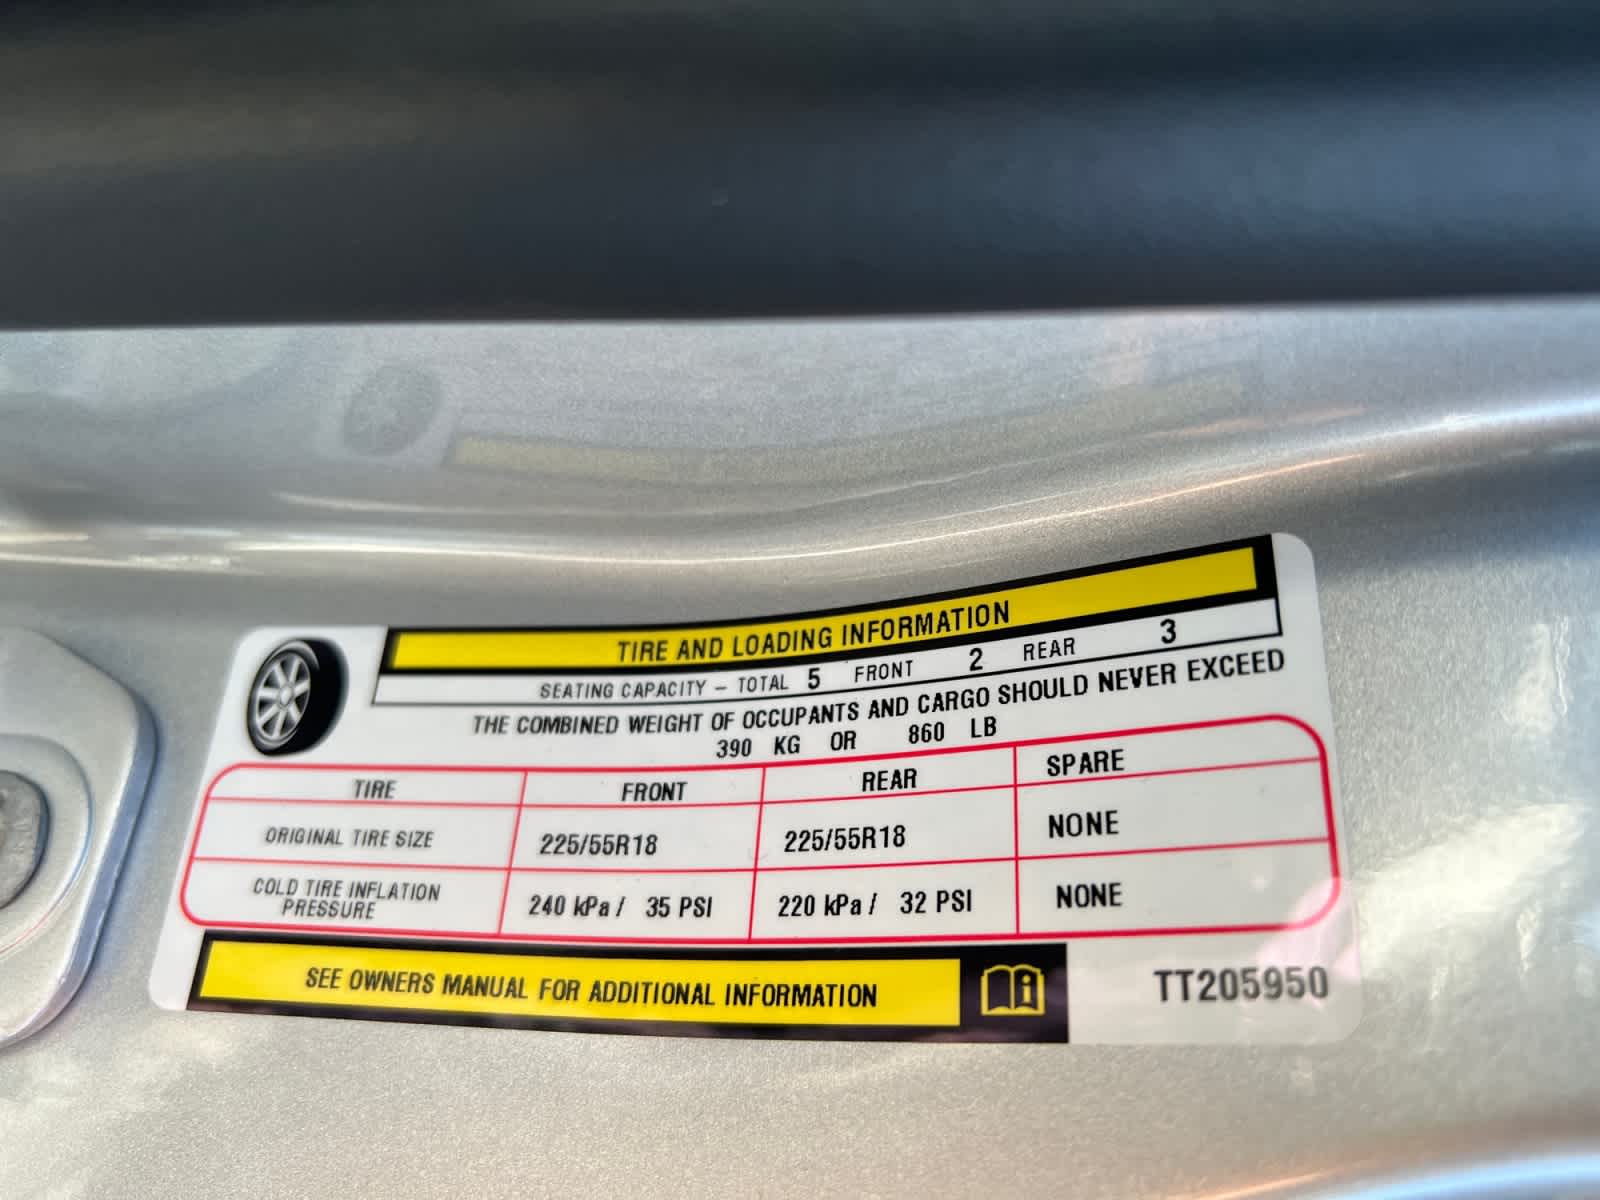 TIRE AND LOADING INFORMATION
SEATING CAPACITY – TOTAL 5 FRONT 2 REAR 3
THE COMBINED WEIGHT OF OCCUPANTS AND CARGO SHOULD NEVER EXCEED
390 KG OR 860 LB
TIRE FRONT REAR SPARE
ORIGINAL TIRE SIZE 225/55R18 225/55R18 NONE
COLD TIRE INFLATION PRESSURE 240 kPa / 35 PSI 220 kPa / 32 PSI NONE
SEE OWNERS MANUAL FOR ADDITIONAL INFORMATION
TT205950